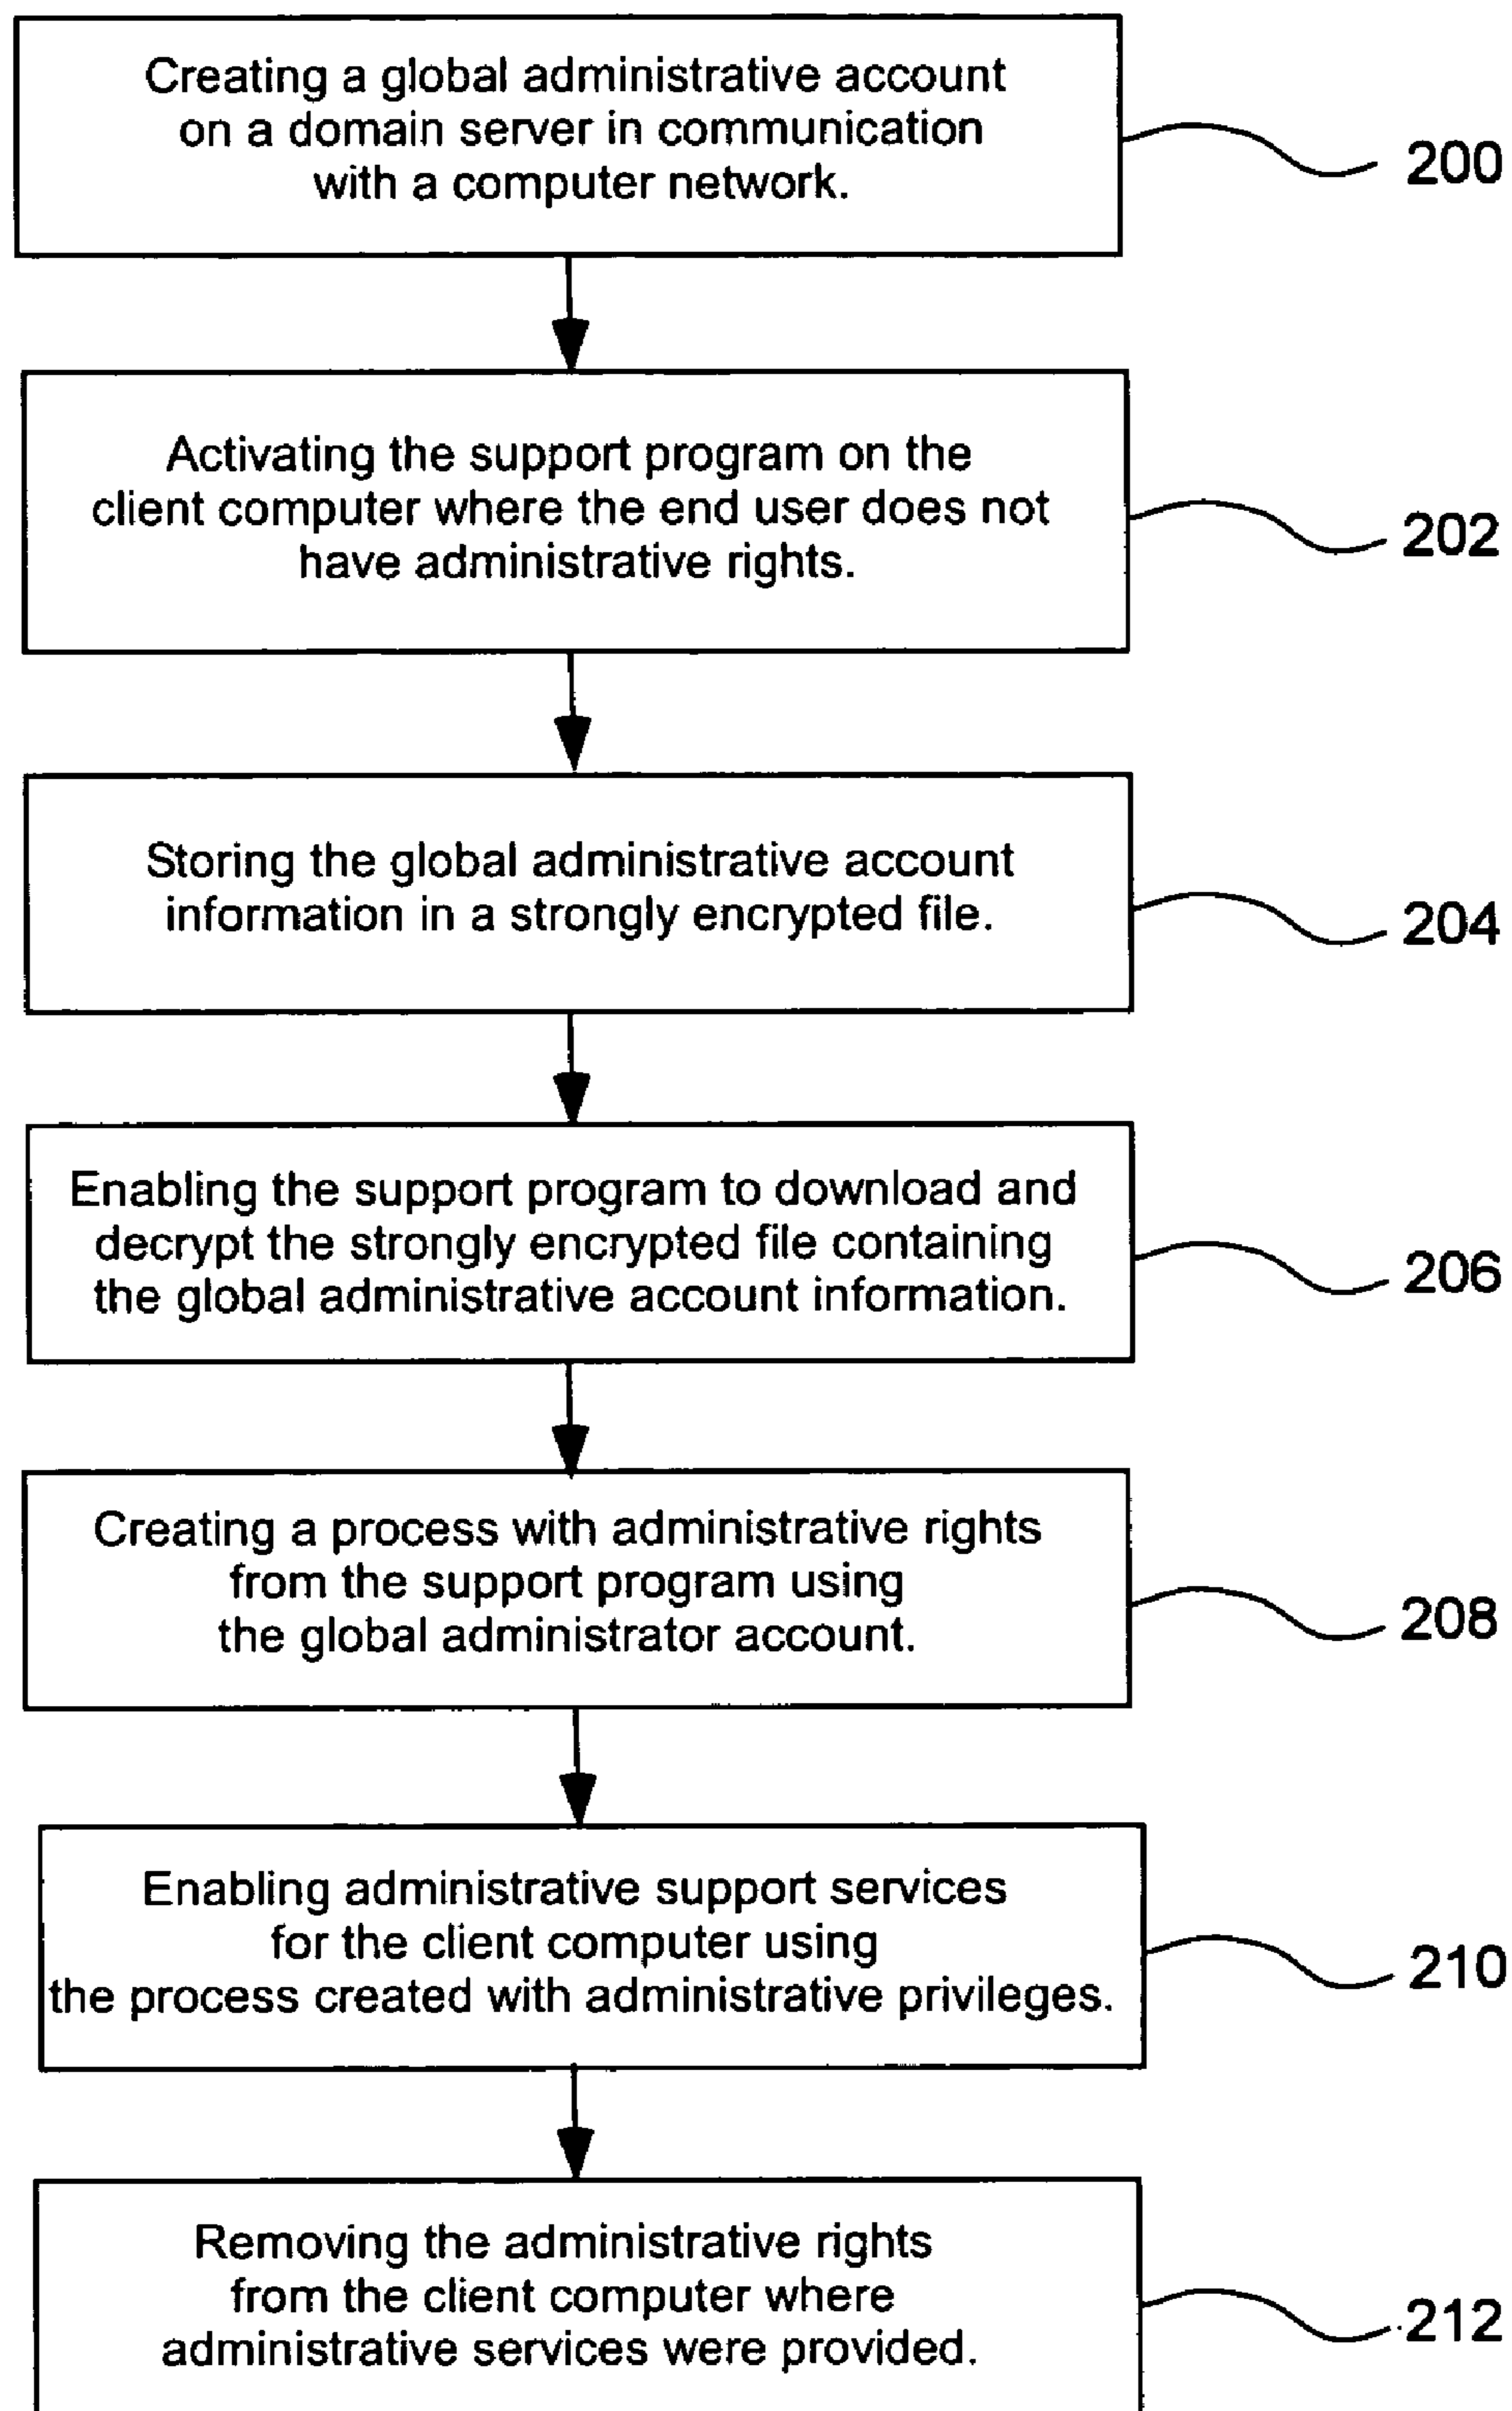 Creating a global administrative account
on a domain server in communication
with a computer network.
200
Activating the support program on the
client computer where the end user does not
have administrative rights.
202
Storing the global administrative account
information in a strongly encrypted file.
204
Enabling the support program to download and
decrypt the strongly encrypted file containing
the global administrative account information.
206
Creating a process with administrative rights
from the support program using
the global administrator account.
208
Enabling administrative support services
for the client computer using
the process created with administrative privileges.
210
Removing the administrative rights
from the client computer where
administrative services were provided.
212